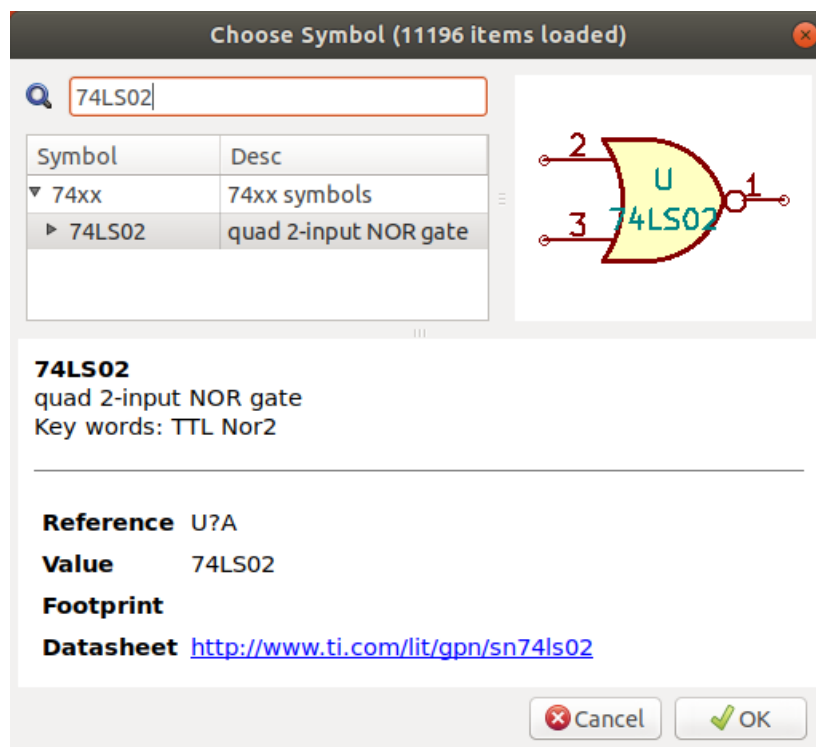 Choose Symbol (11196 items loaded)
74LS02
Symbol Desc
74xx 74xx symbols
74LS02 quad 2-input NOR gate
2
U
1
74LS02
3
74LS02
quad 2-input NOR gate
Key words: TTL Nor2
Reference U?A
Value 74LS02
Footprint
Datasheet http://www.ti.com/lit/gpn/sn74ls02
Cancel OK